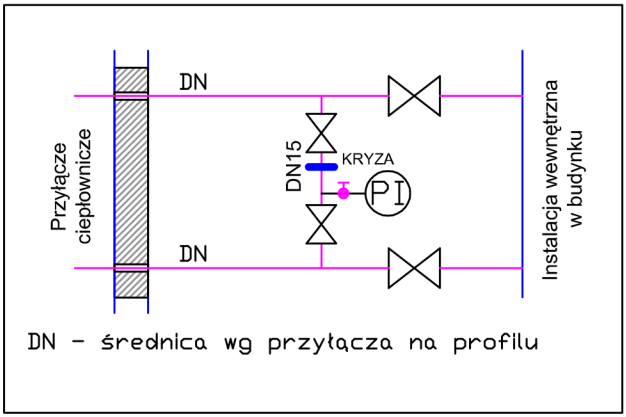 DN
Przyłącze
ciepłownicze
DN15
KRYZA
PI
Instalacja wewnętrzna
w budynku
DN
DN - średnica wg przyłącza na profilu